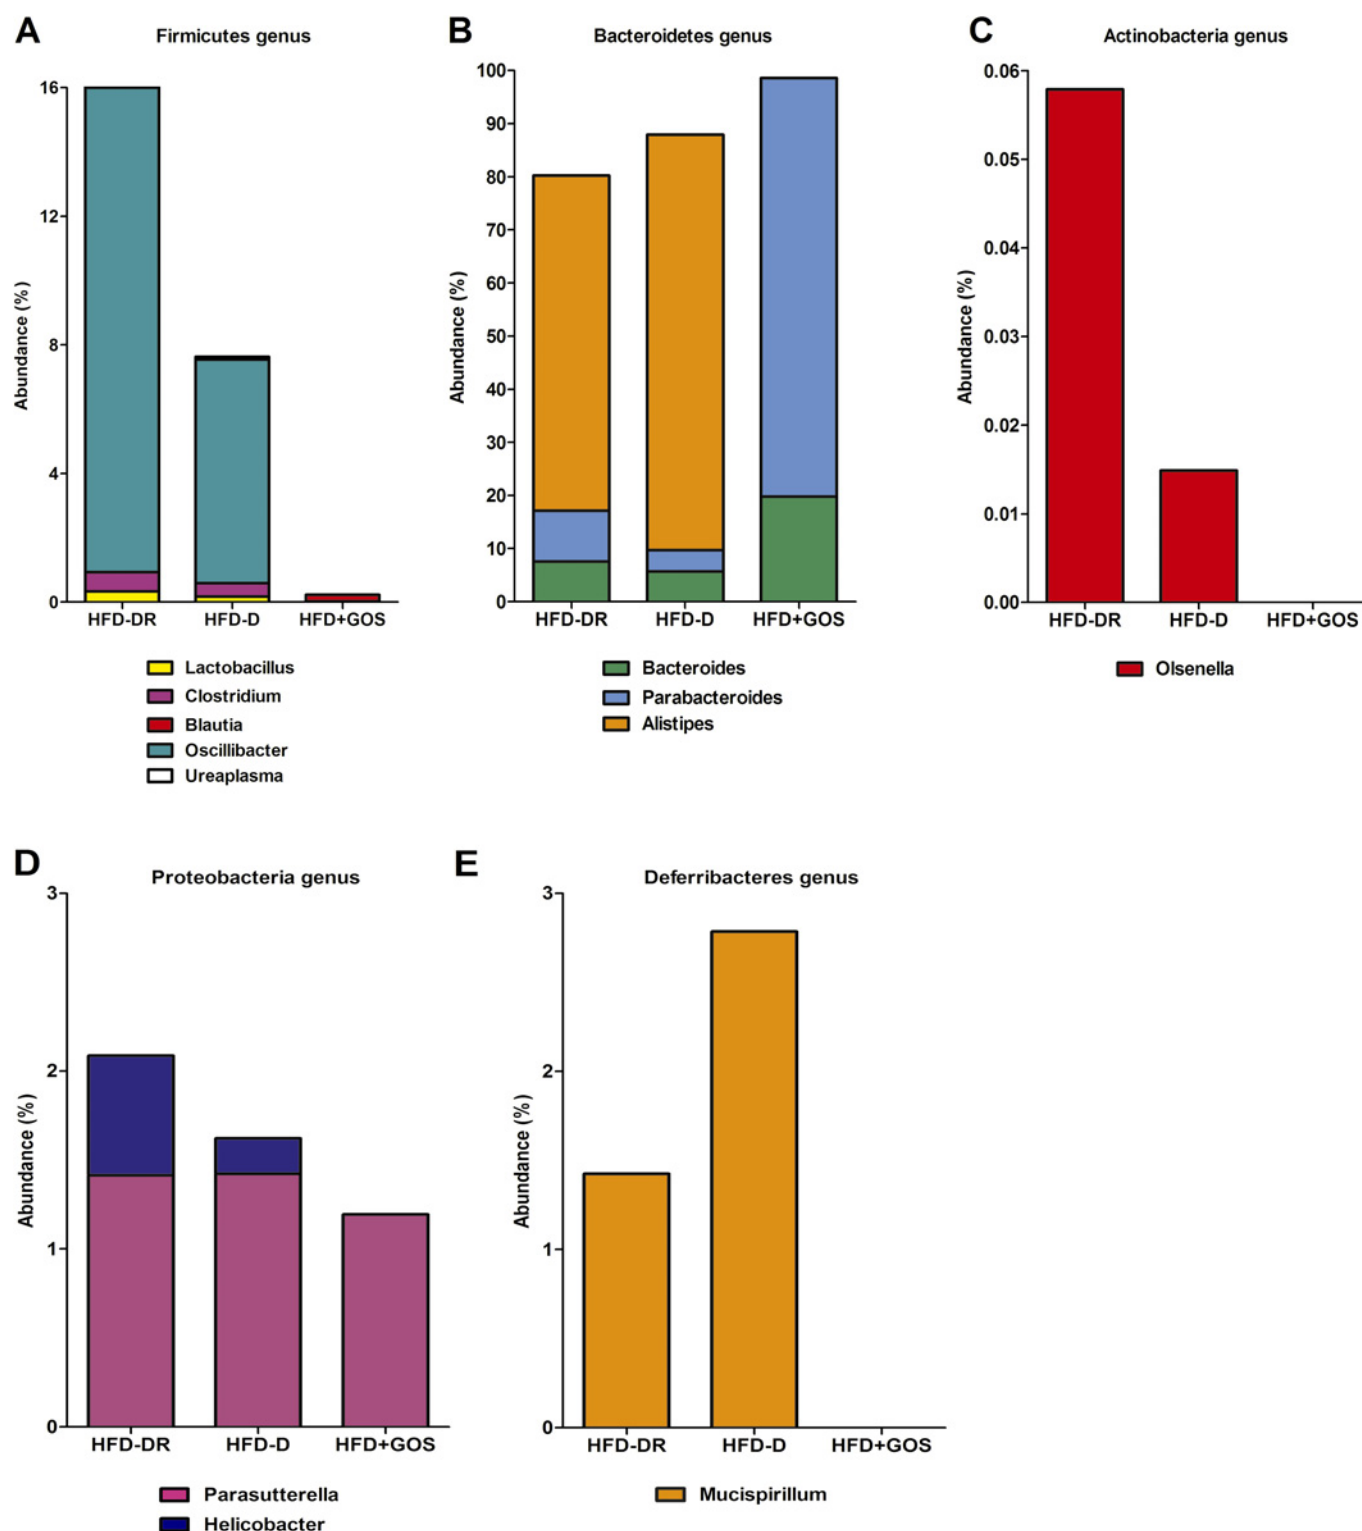 A
Firmicutes genus
16
12
8
4
0
Abundance (%)
HFD-DR HFD-D HFD+GOS
Lactobacillus
Clostridium
Blautia
Oscillibacter
Ureaplasma
B
Bacteroidetes genus
100
90
80
70
60
50
40
30
20
10
0
Abundance (%)
HFD-DR HFD-D HFD+GOS
Bacteroides
Parabacteroides
Alistipes
C
Actinobacteria genus
0.06
0.05
0.04
0.03
0.02
0.01
0.00
Abundance (%)
HFD-DR HFD-D HFD+GOS
Olsenella
D
Proteobacteria genus
3
2
1
0
Abundance (%)
HFD-DR HFD-D HFD+GOS
Parasutterella
Helicobacter
E
Deferribacteres genus
3
2
1
0
Abundance (%)
HFD-DR HFD-D HFD+GOS
Mucispirillum